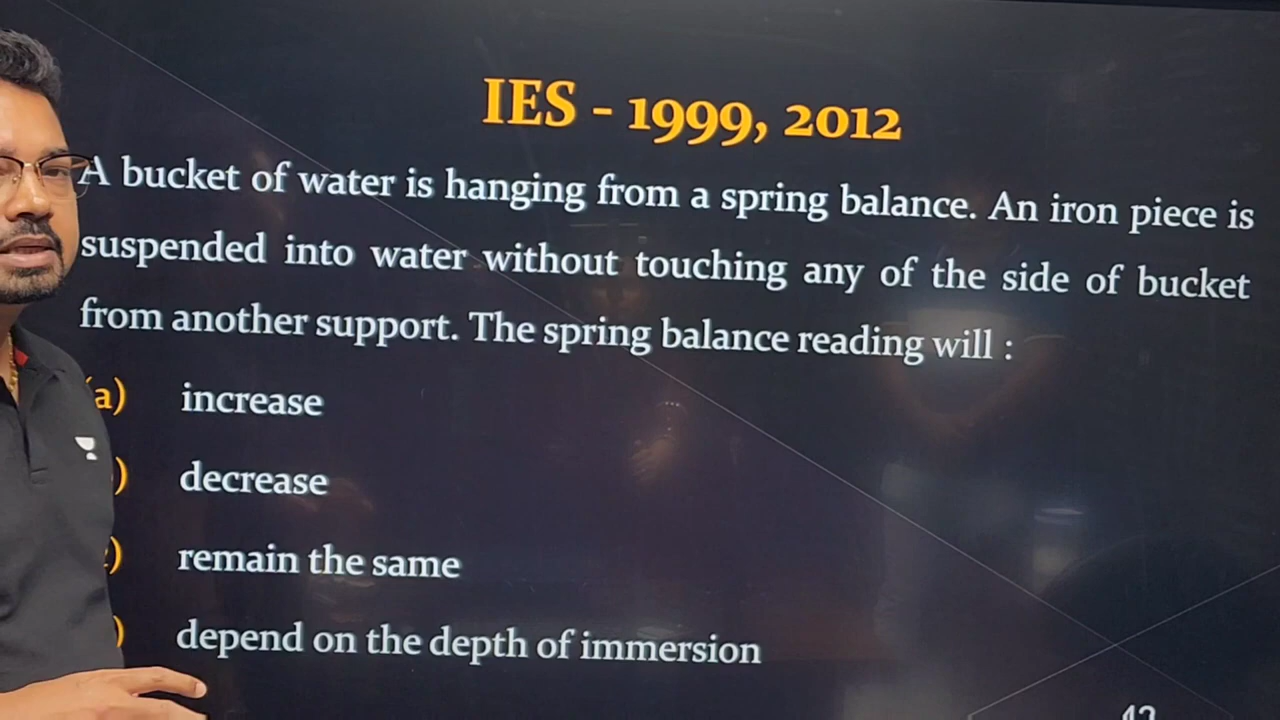 IES - 1999, 2012
A bucket of water is hanging from a spring balance. An iron piece is
suspended into water without touching any of the side of bucket
from another support. The spring balance reading will :
a) increase
) decrease
) remain the same
) depend on the depth of immersion